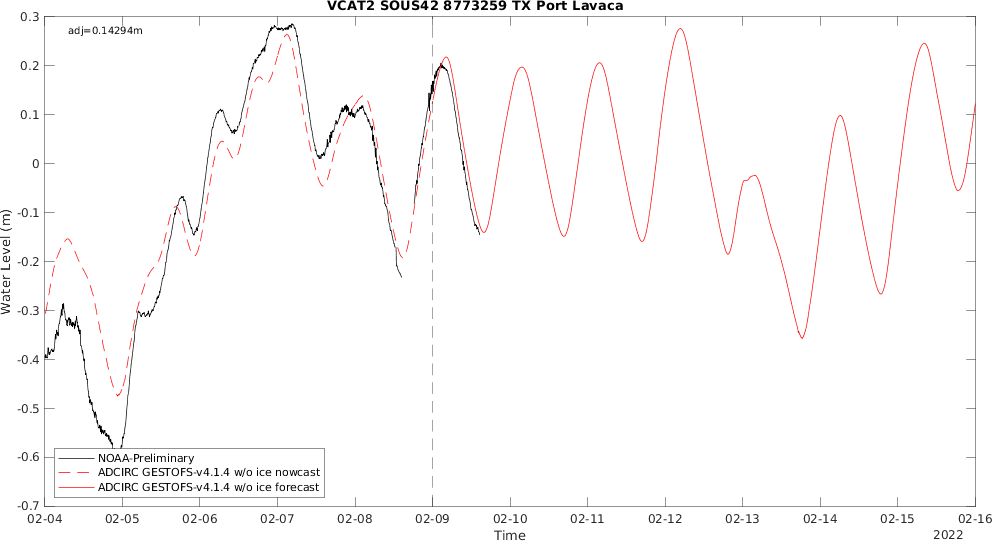 VCAT2 SOUS42 8773259 TX Port Lavaca
adj=0.14294m
0.3
0.2
0.1
0
-0.1
-0.2
-0.3
-0.4
-0.5
-0.6
-0.7
Water Level (m)
NOAA-Preliminary
ADCIRC GESTOFS-v4.1.4 w/o ice nowcast
ADCIRC GESTOFS-v4.1.4 w/o ice forecast
02-04 02-05 02-06 02-07 02-08 02-09 02-10 02-11 02-12 02-13 02-14 02-15 02-16
Time
2022